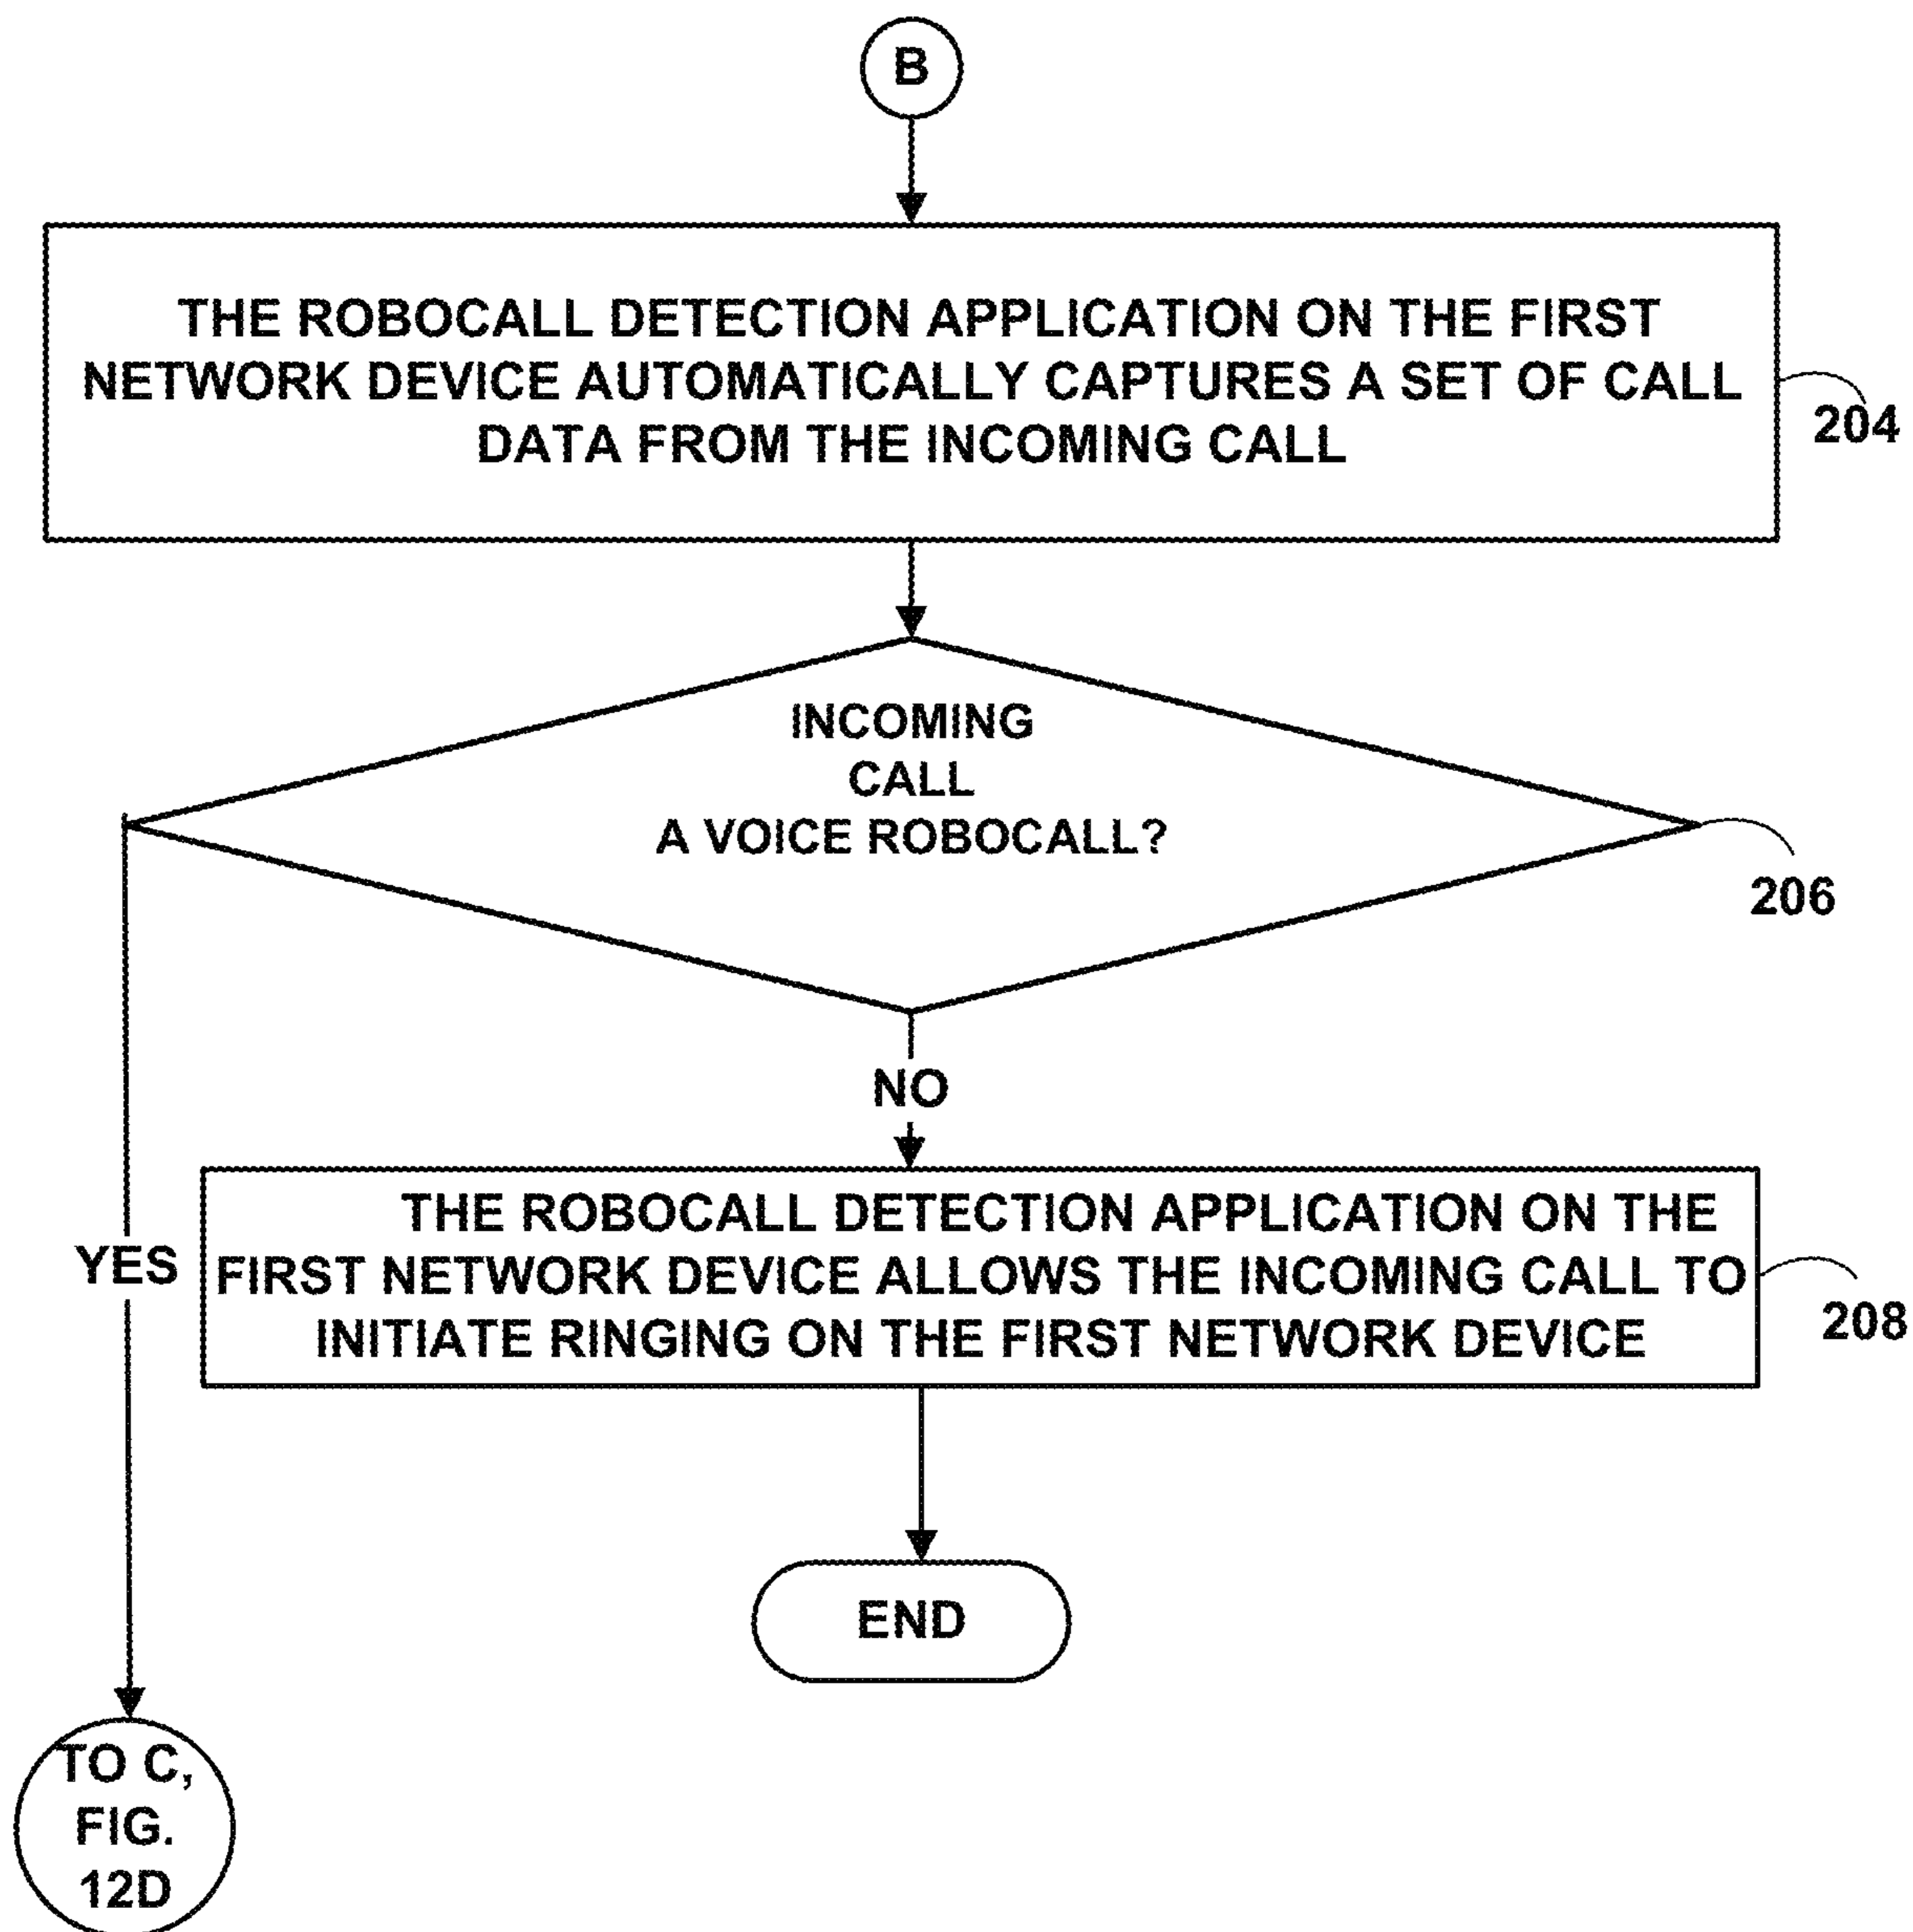 B
THE ROBOCALL DETECTION APPLICATION ON THE FIRST
NETWORK DEVICE AUTOMATICALLY CAPTURES A SET OF CALL
DATA FROM THE INCOMING CALL
204
INCOMING
CALL
A VOICE ROBOCALL?
206
NO
YES
THE ROBOCALL DETECTION APPLICATION ON THE
FIRST NETWORK DEVICE ALLOWS THE INCOMING CALL TO
INITIATE RINGING ON THE FIRST NETWORK DEVICE
208
END
TO C,
FIG.
12D